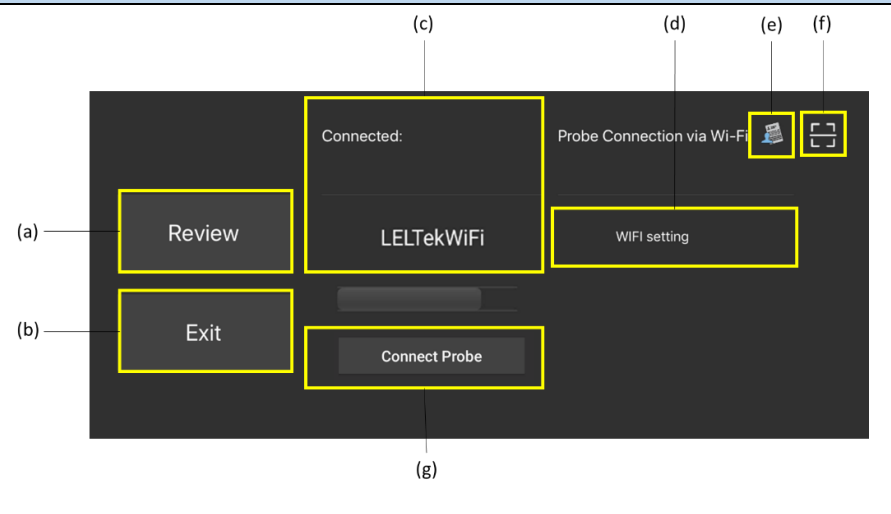 (c)
(d)
(e)
(f)
Connected:
Probe Connection via Wi-Fi
(a)
Review
LELTekWiFi
WIFI setting
(b)
Exit
Connect Probe
(g)